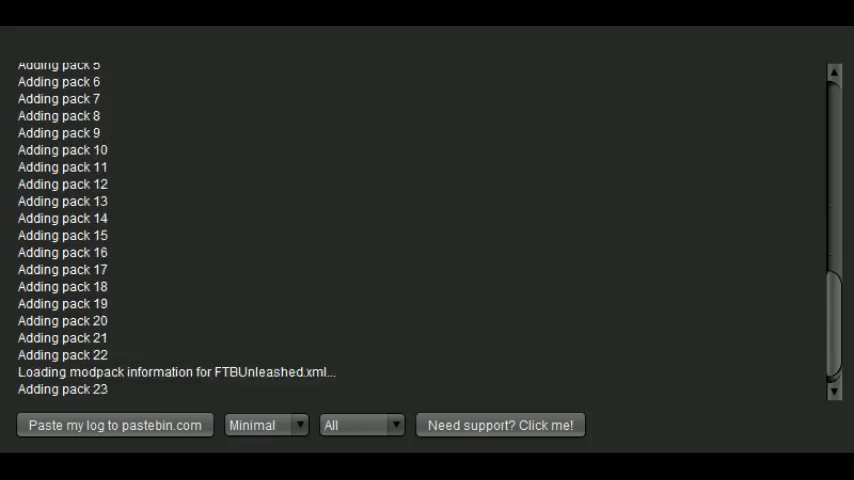 Adding pack 5
Adding pack 6
Adding pack 7
Adding pack 8
Adding pack 9
Adding pack 10
Adding pack 11
Adding pack 12
Adding pack 13
Adding pack 14
Adding pack 15
Adding pack 16
Adding pack 17
Adding pack 18
Adding pack 19
Adding pack 20
Adding pack 21
Adding pack 22
Loading modpack information for FTBUnleashed.xml...
Adding pack 23
Paste my log to pastebin.com Minimal All Need support? Click me!